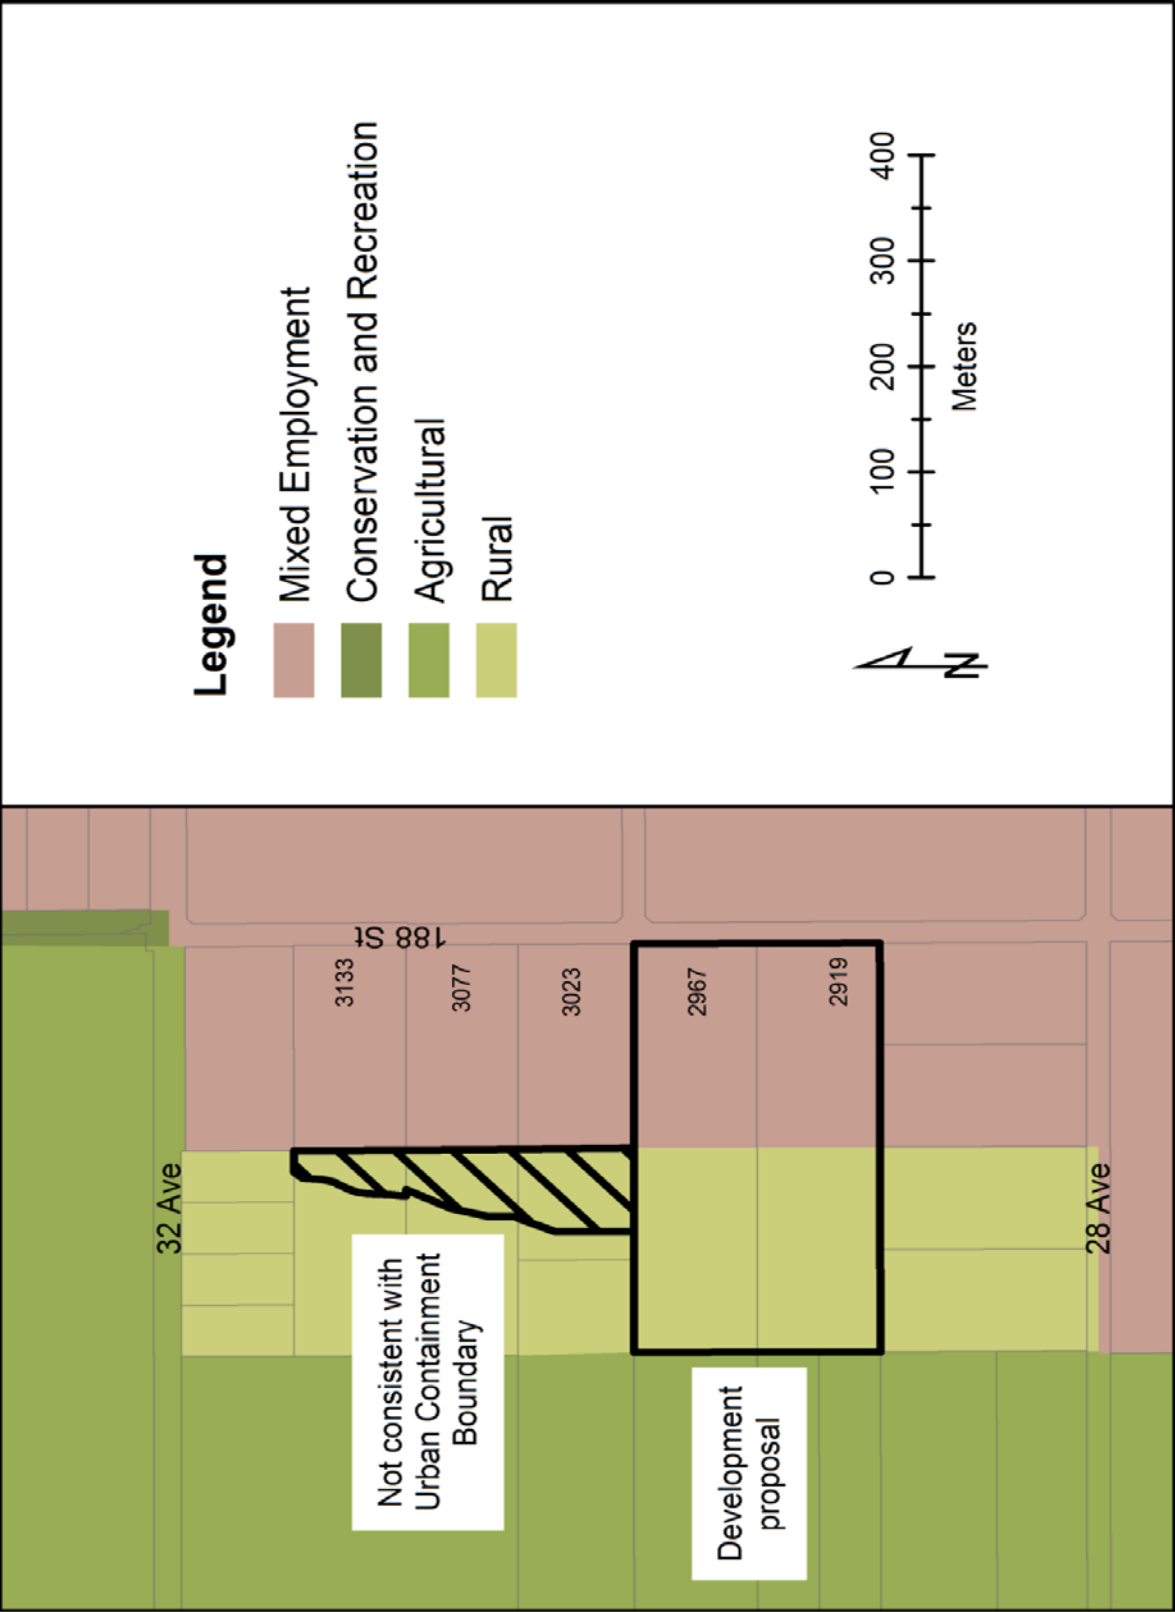 Legend
Mixed Employment
Conservation and Recreation
Agricultural
Rural
0 100 200 300 400
Meters
N
32 Ave
188 St
3133
3077
3023
2967
2919
28 Ave
Not consistent with
Urban Containment
Boundary
Development
proposal